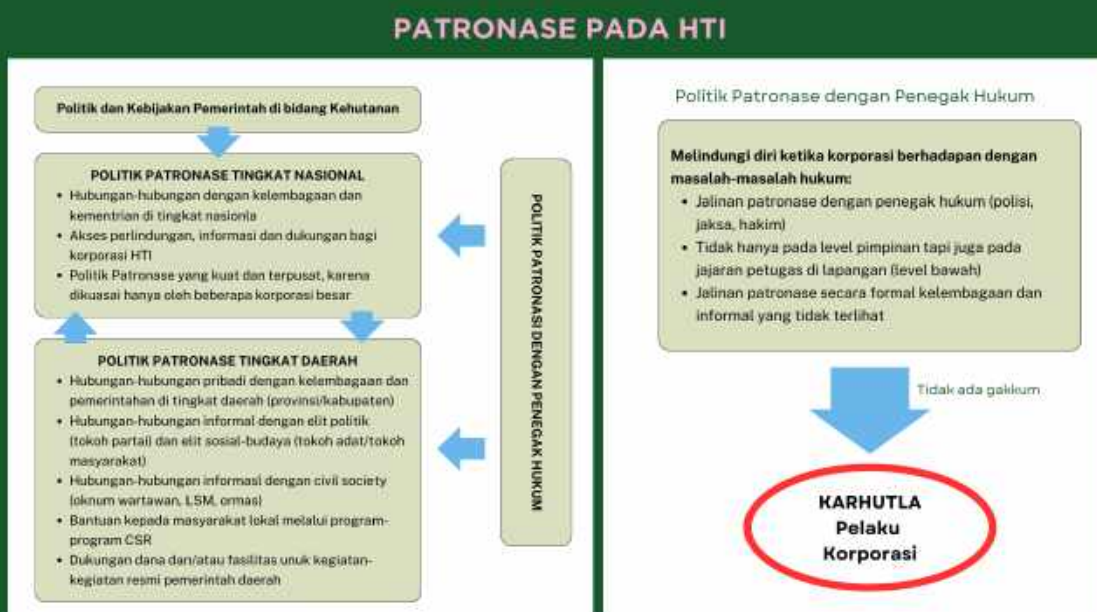 PATRONASE PADA HTI
Politik dan Kebijakan Pemerintah di bidang Kehutanan
POLITIK PATRONASE TINGKAT NASIONAL
• Hubungan-hubungan dengan kelembagaan dan
kementrian di tingkat nasionla
• Akses perlindungan, informasi dan dukungan bagi
korporasi HTI
• Politik Patronase yang kuat dan terpusat, karena
dikuasai hanya oleh beberapa korporasi besar
POLITIK PATRONASE TINGKAT DAERAH
• Hubungan-hubungan pribadi dengan kelembagaan dan
pemerintahan di tingkat daerah (provinsi/kabupaten)
• Hubungan-hubungan informal dengan elit politik
(tokoh partai) dan elit sosial-budaya (tokoh adat/tokoh
masyarakat)
• Hubungan-hubungan informasl dengan civil society
(oknum wartawan, LSM, ormas)
• Bantuan kepada masyarakat lokal melalui program-
program CSR
• Dukungan dana dan/atau fasilitas unuk kegiatan-
kegiatan resmi pemerintah daerah
POLITIK PATRONASI DENGAN PENEGAK HUKUM
Politik Patronase dengan Penegak Hukum
Melindungi diri ketika korporasi berhadapan dengan
masalah-masalah hukum:
• Jalinan patronase dengan penegak hukum (polisi,
jaksa, hakim)
• Tidak hanya pada level pimpinan tapi juga pada
jajaran petugas di lapangan (level bawah)
• Jalinan patronase secara formal kelembagaan dan
informal yang tidak terlihat
Tidak ada gakkum
KARHUTLA
Pelaku
Korporasi